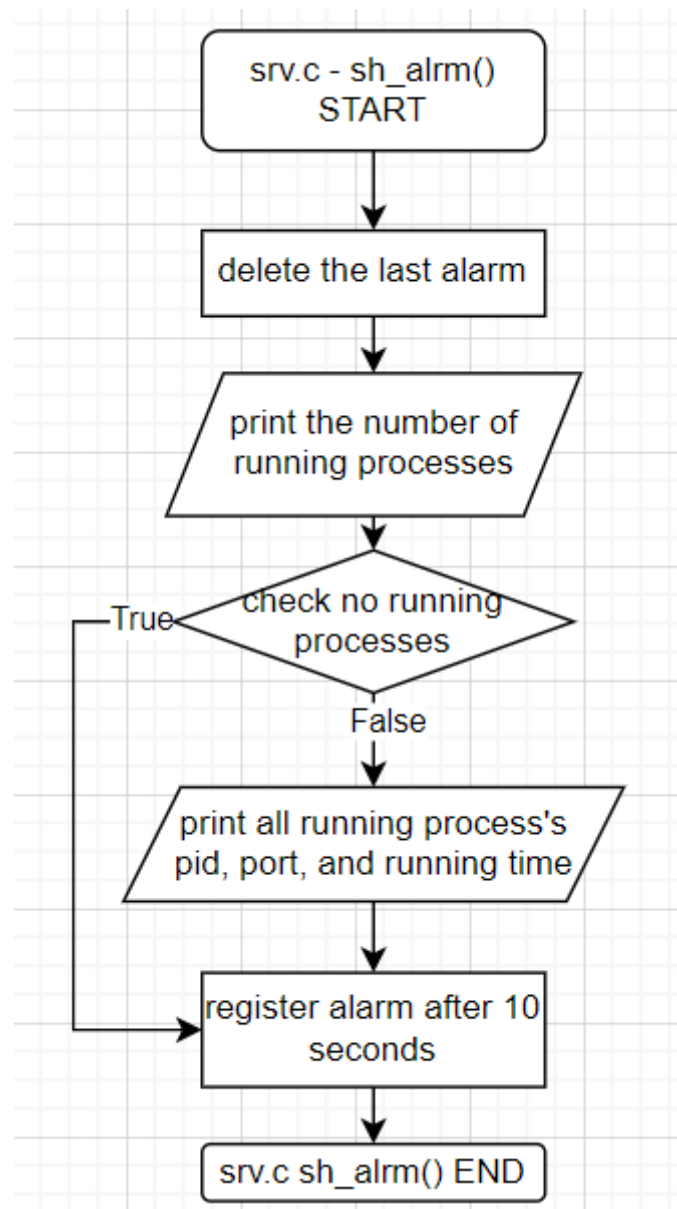 srv.c - sh_alrm()
START
delete the last alarm
print the number of
running processes
check no running
processes
True
False
print all running process's
pid, port, and running time
register alarm after 10
seconds
srv.c sh_alrm() END